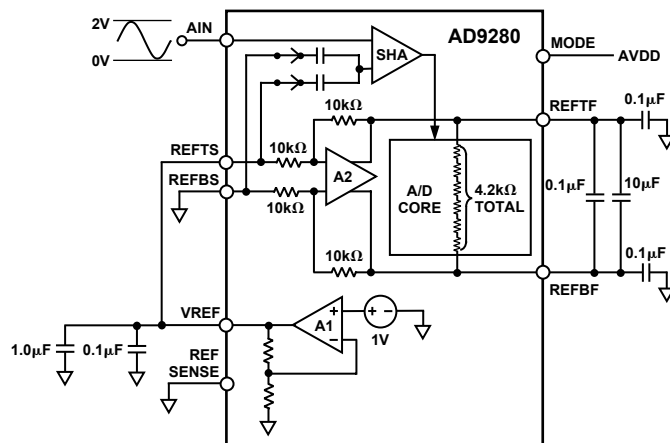 2V
0V
AIN
SHA
AD9280
MODE
AVDD
REFTS
REFBS
10kΩ
10kΩ
10kΩ
10kΩ
A2
A/D
CORE
4.2kΩ
TOTAL
REFTF
0.1µF
0.1µF
10µF
0.1µF
REFBF
VREF
A1
+
−
+ −
1V
1.0µF
0.1µF
REF
SENSE